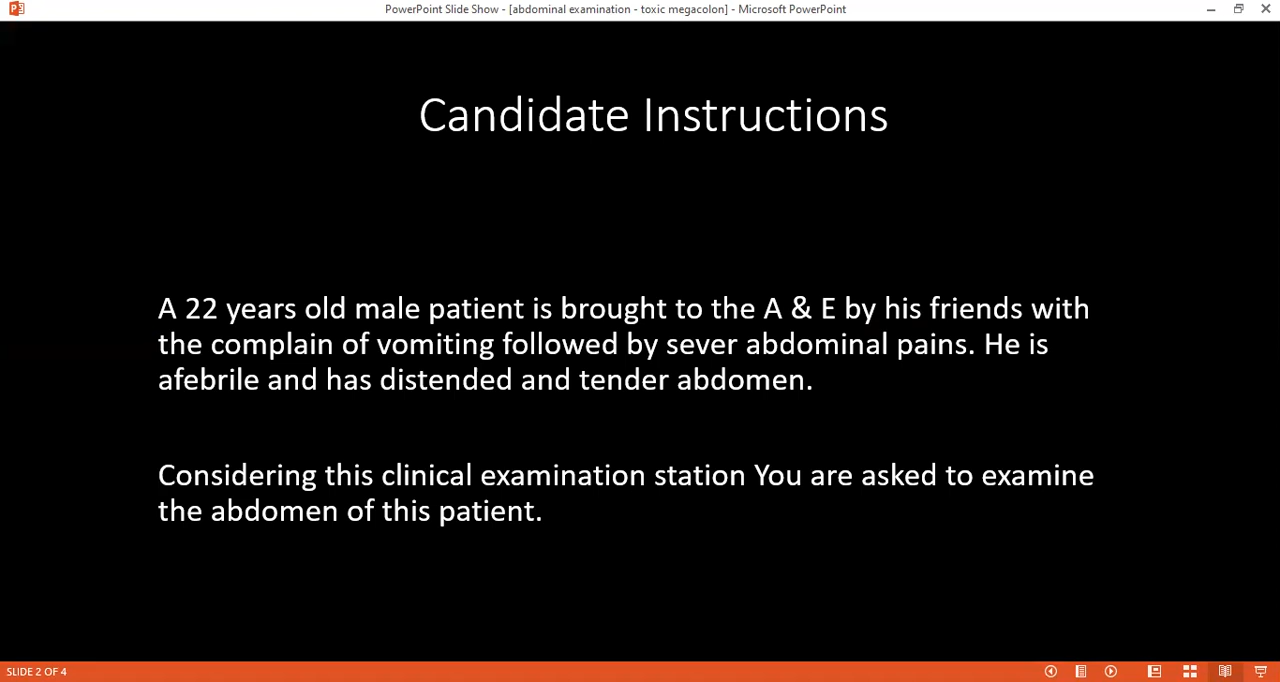 PowerPoint Slide Show - [abdominal examination - toxic megacolon] - Microsoft PowerPoint
Candidate Instructions
A 22 years old male patient is brought to the A & E by his friends with
the complain of vomiting followed by sever abdominal pains. He is
afebrile and has distended and tender abdomen.
Considering this clinical examination station You are asked to examine
the abdomen of this patient.
SLIDE 2 OF 4